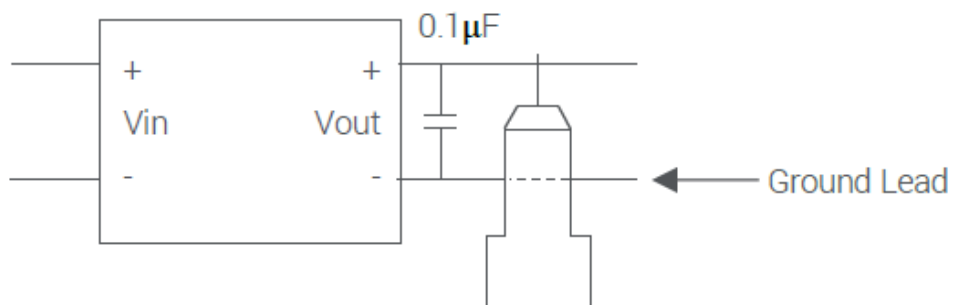 0.1μF
+ +
Vin Vout
- -
Ground Lead